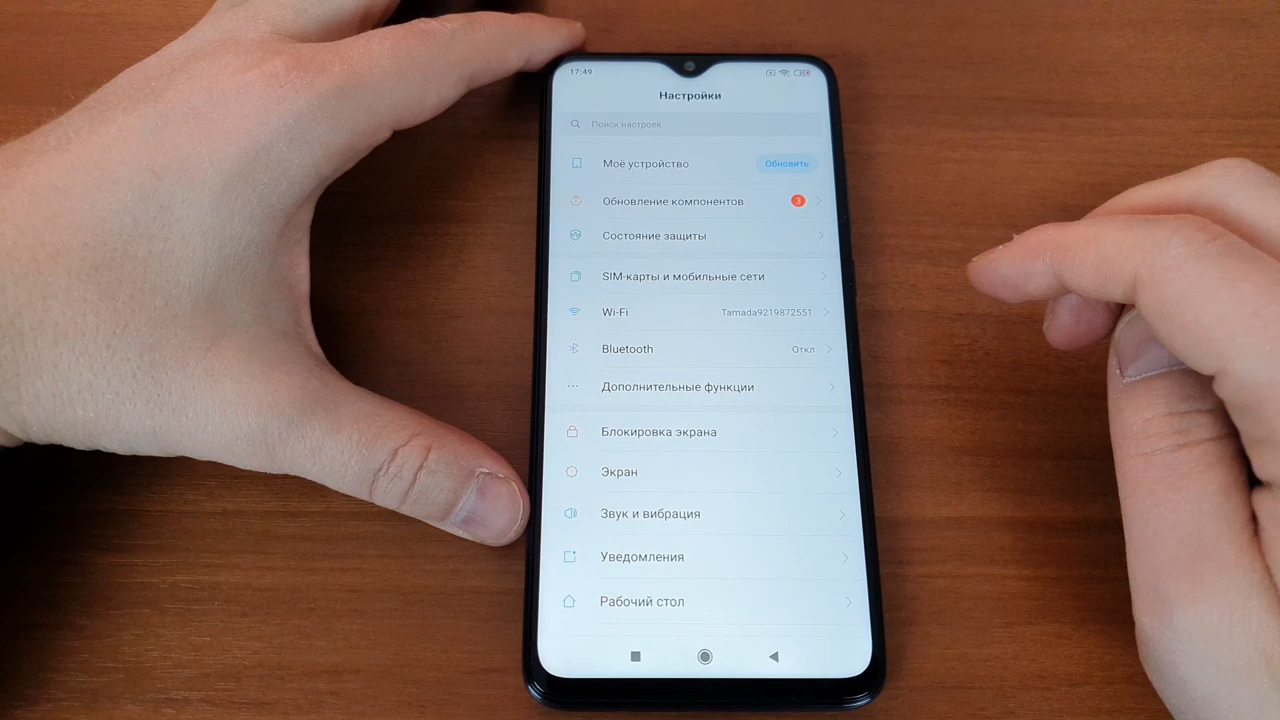 17:49
Настройки
Поиск настроек
Моё устройство Обновить
Обновление компонентов 3
Состояние защиты
SIM-карты и мобильные сети
Wi-Fi Tamada9219872551
Bluetooth Откл
Дополнительные функции
Блокировка экрана
Экран
Звук и вибрация
Уведомления
Рабочий стол